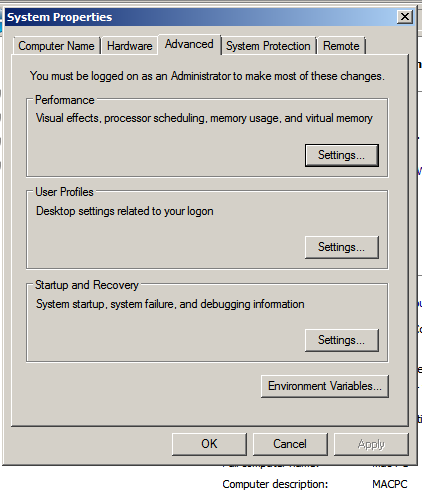 System Properties
Computer Name
Hardware
Advanced
System Protection
Remote
You must be logged on as an Administrator to make most of these changes.
Performance
Visual effects, processor scheduling, memory usage, and virtual memory
Settings...
User Profiles
Desktop settings related to your logon
Settings...
Startup and Recovery
System startup, system failure, and debugging information
Settings...
Environment Variables...
OK
Cancel
Apply
Computer description:
MACPC